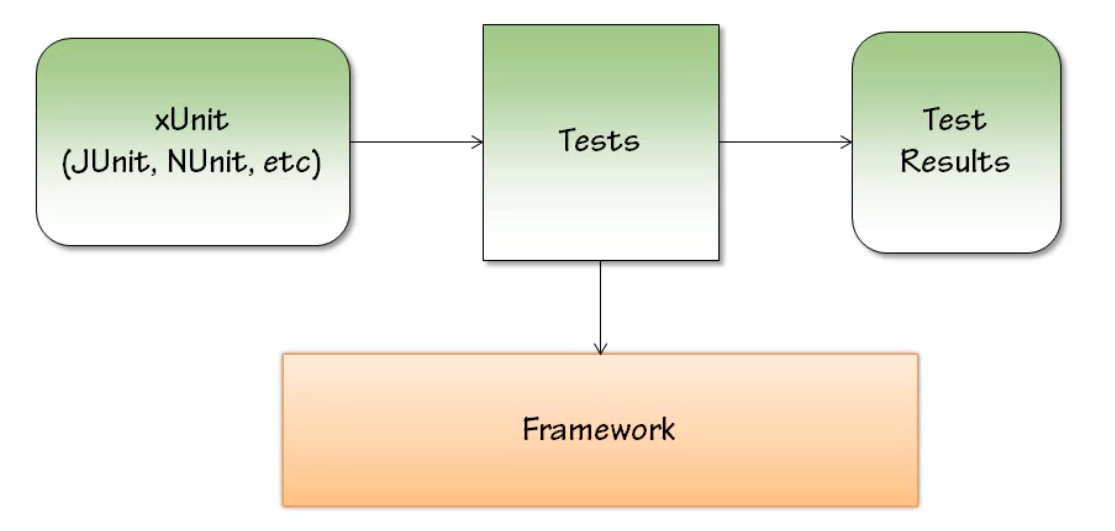 xUnit
(JUnit, NUnit, etc)
Tests
Test
Results
Framework